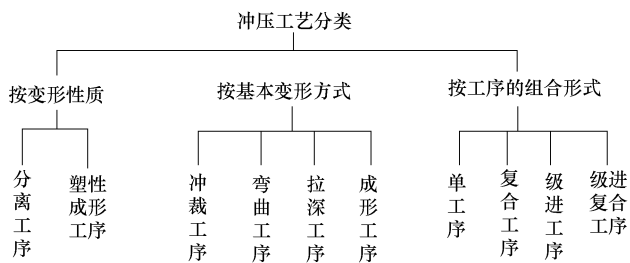 冲压工艺分类
按变形性质
按基本变形方式
按工序的组合形式
分离工序
塑性成形工序
冲裁工序
弯曲工序
拉深工序
成形工序
单工序
复合工序
级进工序
级进复合工序